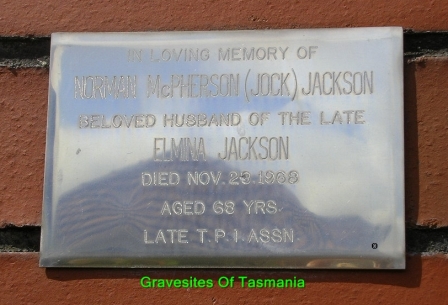 IN LOVING MEMORY OF
NORMAN McPHERSON (JOCK) JACKSON
BELOVED HUSBAND OF THE LATE
ELMINA JACKSON
DIED NOV. 23. 1968
AGED 68 YRS.
LATE T.P.I. ASSN.
Gravesites Of Tasmania